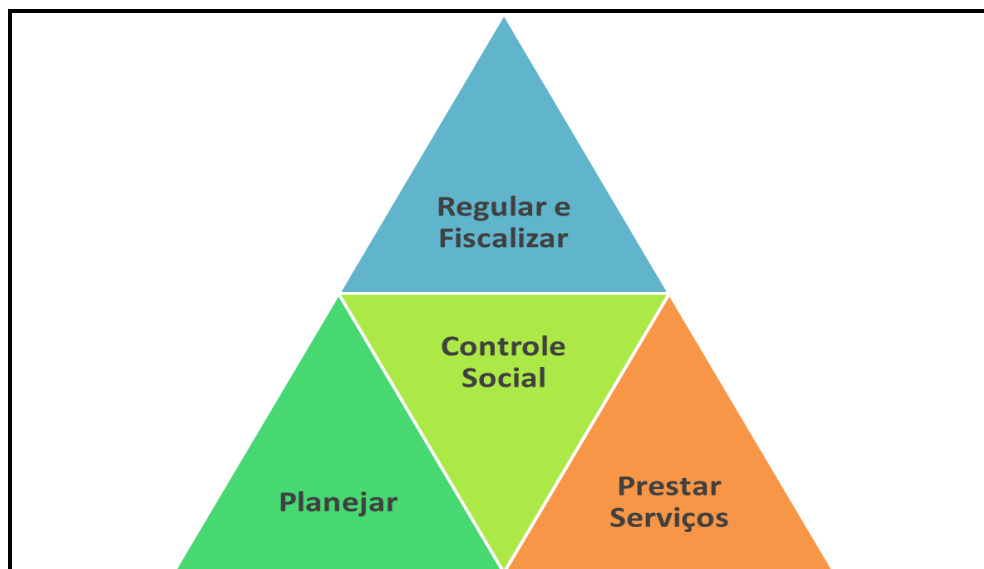 Regular e
Fiscalizar
Controle
Social
Planejar
Prestar
Serviços